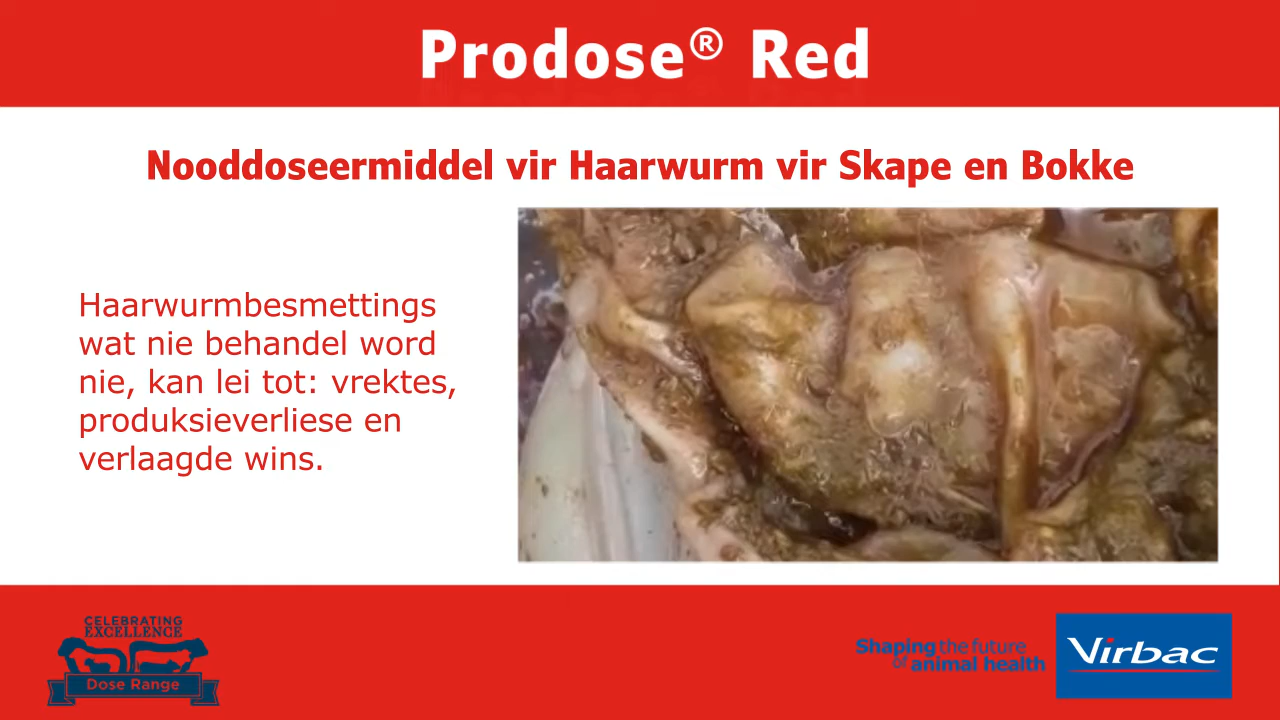 Prodose® Red
Nooddoseermiddel vir Haarwurm vir Skape en Bokke
Haarwurmbesmettings
wat nie behandel word
nie, kan lei tot: vrektes,
produksieverliese en
verlaagde wins.
CELEBRATING
EXCELLENCE
Dose Range
Shaping the future
of animal health
Virbac